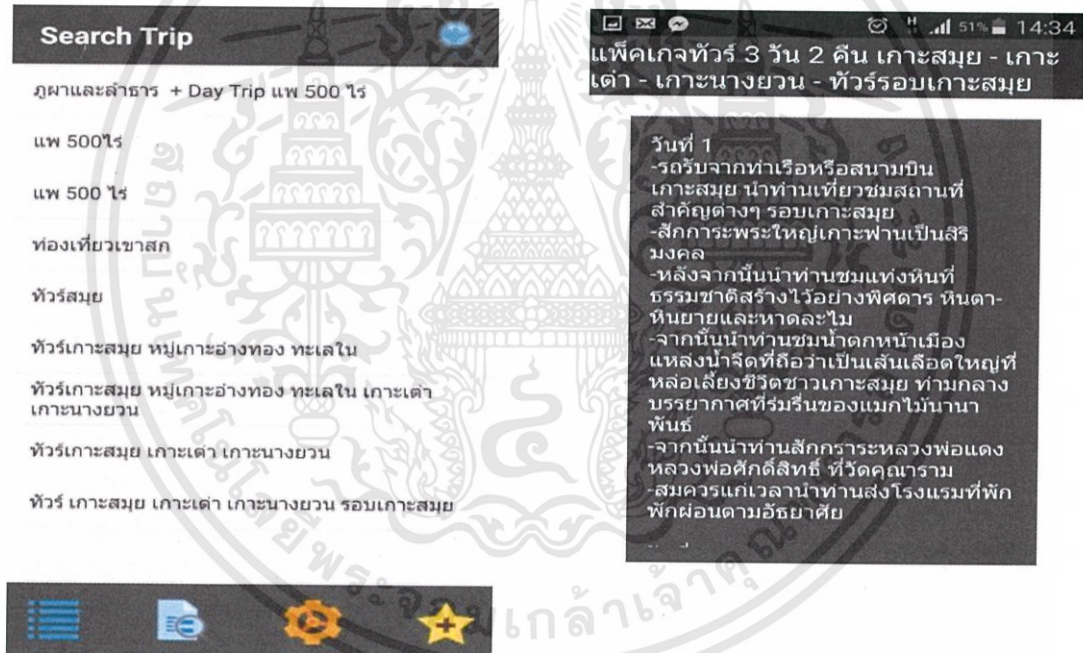 Search Trip
ภูผาและลำธาร + Day Trip แพ 500 ไร่
แพ 500ไร่
แพ 500 ไร่
ท่องเที่ยวเขาสก
ทัวร์สมุย
ทัวร์เกาะสมุย หมู่เกาะอ่างทอง ทะเลใน
ทัวร์เกาะสมุย หมู่เกาะอ่างทอง ทะเลใน เกาะเต่า
เกาะนางยวน
ทัวร์เกาะสมุย เกาะเต่า เกาะนางยวน
ทัวร์ เกาะสมุย เกาะเต่า เกาะนางยวน รอบเกาะสมุย
H 51% 14:34
แพ็คเกจทัวร์ 3 วัน 2 คืน เกาะสมุย - เกาะ
เต่า - เกาะนางยวน - ทัวร์รอบเกาะสมุย
วันที่ 1
-รถรับจากท่าเรือหรือสนามบิน
เกาะสมุย นำท่านเที่ยวชมสถานที่
สำคัญต่างๆ รอบเกาะสมุย
-สักการะพระใหญ่เกาะฟานเป็นสิริ
มงคล
-หลังจากนั้นนำท่านชมแท่งหินที่
ธรรมชาติสร้างไว้อย่างพิศดาร หินตา-
หินยายและหาดละไม
-จากนั้นนำท่านชมน้ำตกหน้าเมือง
แหล่งน้ำจืดที่ถือว่าเป็นเส้นเลือดใหญ่ที่
หล่อเลี้ยงชีวิตชาวเกาะสมุย ท่ามกลาง
บรรยากาศที่ร่มรื่นของแมกไม้นานา
พันธ์
-จากนั้นนำท่านสักการะหลวงพ่อแดง
หลวงพ่อศักดิ์สิทธิ์ ที่วัดคุณาราม
-สมควรแก่เวลานำท่านส่งโรงแรมที่พัก
พักผ่อนตามอัธยาศัย